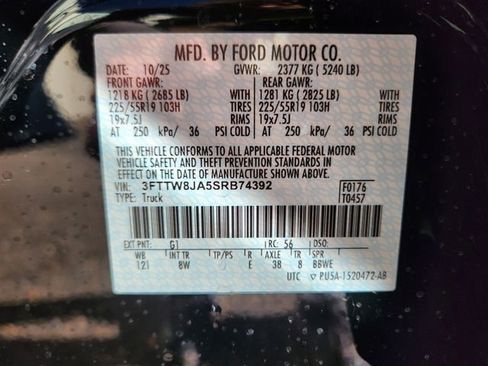 MFD. BY FORD MOTOR CO.
DATE: 10/25 GVWR: 2377 KG ( 5240 LB)
FRONT GAWR: REAR GAWR:
1218 KG ( 2685 LB) WITH 1281 KG ( 2825 LB) WITH
225/55R19 103H TIRES 225/55R19 103H TIRES
19x7.5J RIMS 19x7.5J RIMS
AT 250 kPa/ 36 PSI COLD AT 250 kPa/ 36 PSI COLD
THIS VEHICLE CONFORMS TO ALL APPLICABLE FEDERAL MOTOR
VEHICLE SAFETY AND THEFT PREVENTION STANDARDS IN
EFFECT ON THE DATE OF MANUFACTURE SHOWN ABOVE.
VIN: 3FTTW8JA5SRB74392 F0176
TYPE: Truck T0457
EXT PNT: G1 RC: 56 DSO:
WB INT TR TP/PS R AXLE TR SPR
121 8W E 38 8 BBWE
UTC PU5A-1520472-AB